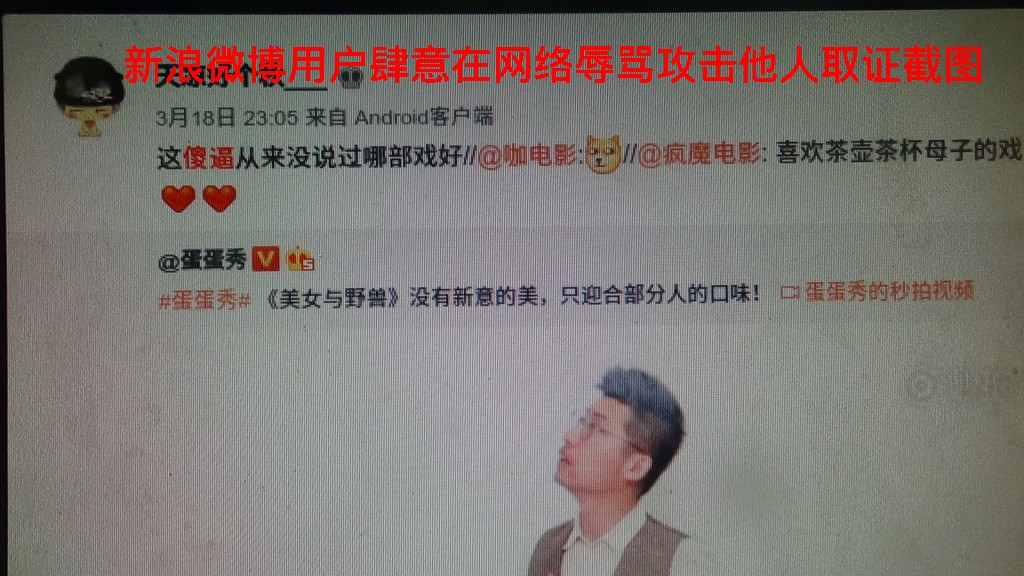 新浪微博用户肆意在网络辱骂攻击他人取证截图
3月18日 23:05 来自 Android客户端
这傻逼从来没说过哪部戏好//@咖电影://@疯魔电影: 喜欢茶壶茶杯母子的戏
@蛋蛋秀
#蛋蛋秀# 《美女与野兽》没有新意的美，只迎合部分人的口味！ 蛋蛋秀的秒拍视频